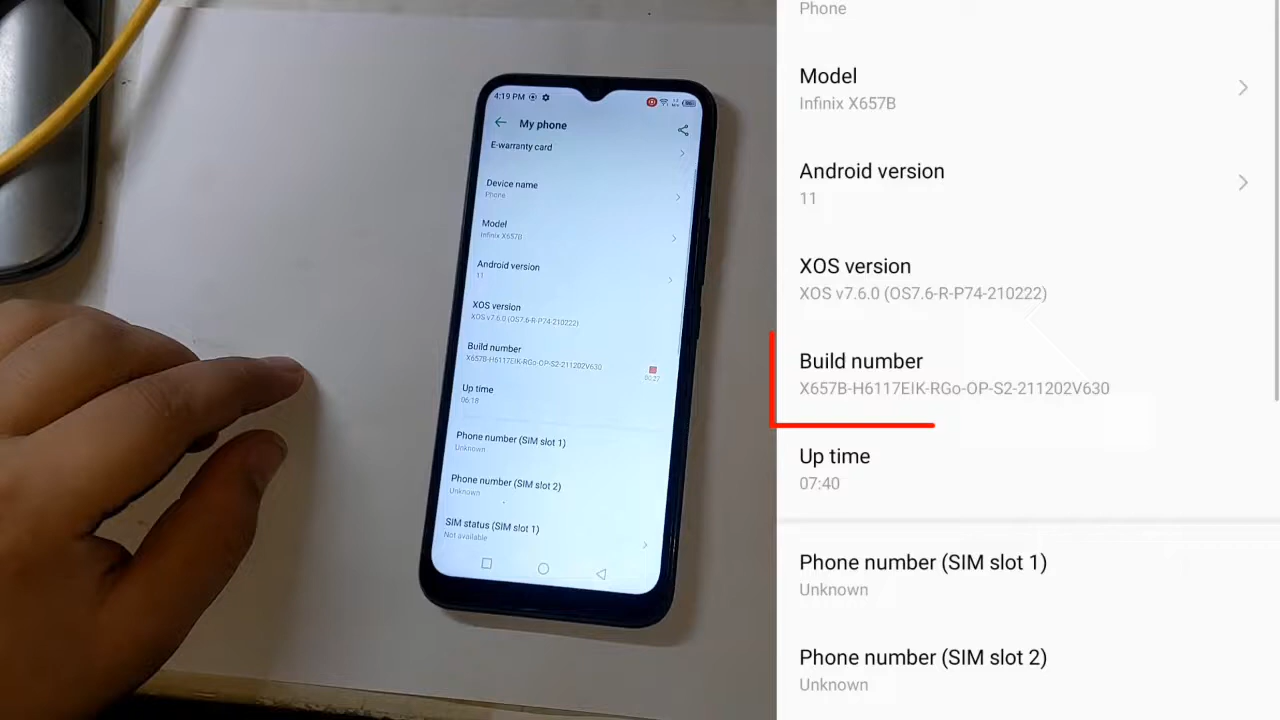 4:19 PM
My phone
E-warranty card
Device name
Phone
Model
Infinix X657B
Android version
11
XOS version
XOS v7.6.0 (OS7.6-R-P74-210222)
Build number
X657B-H6117EIK-RGo-OP-S2-211202V630
00:27
Up time
06:18
Phone number (SIM slot 1)
Unknown
Phone number (SIM slot 2)
Unknown
SIM status (SIM slot 1)
Not available
Phone
Model
Infinix X657B
Android version
11
XOS version
XOS v7.6.0 (OS7.6-R-P74-210222)
Build number
X657B-H6117EIK-RGo-OP-S2-211202V630
Up time
07:40
Phone number (SIM slot 1)
Unknown
Phone number (SIM slot 2)
Unknown